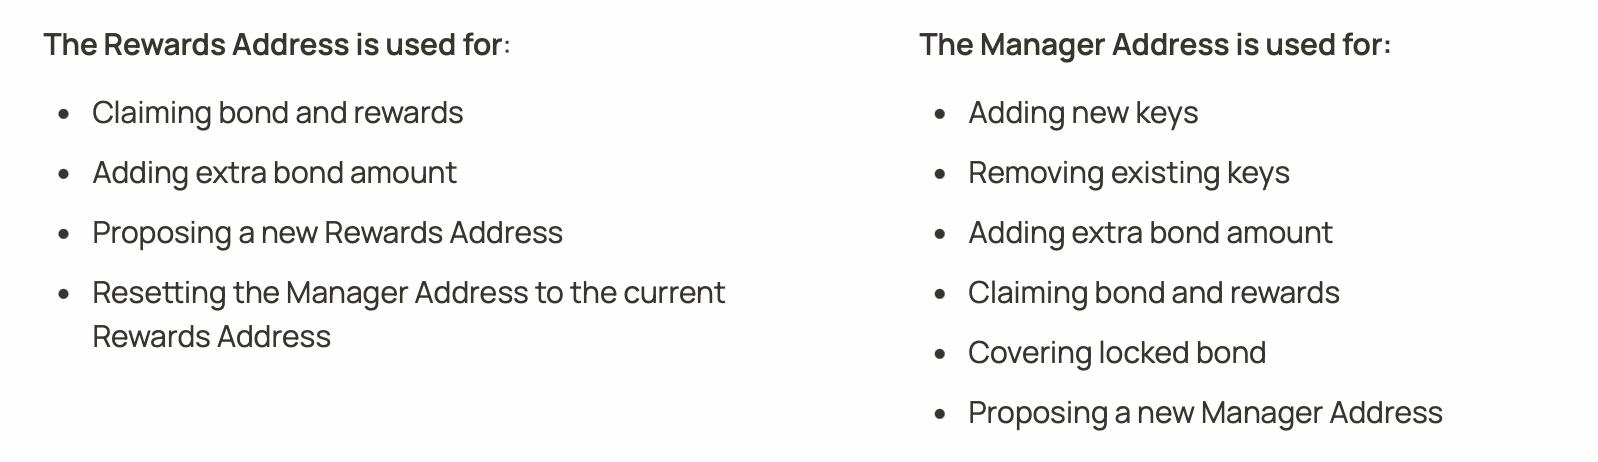 The Rewards Address is used for:
• Claiming bond and rewards
• Adding extra bond amount
• Proposing a new Rewards Address
• Resetting the Manager Address to the current
Rewards Address
The Manager Address is used for:
• Adding new keys
• Removing existing keys
• Adding extra bond amount
• Claiming bond and rewards
• Covering locked bond
• Proposing a new Manager Address